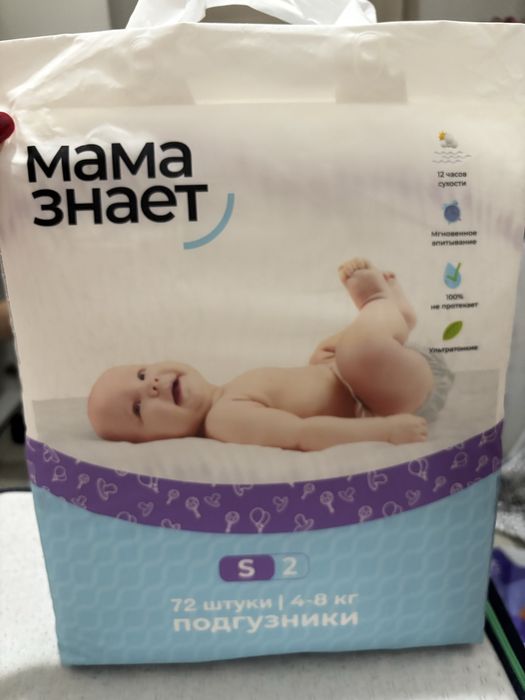 мама
знает
12 часов
сухости
Мгновенное
впитывание
100%
не протекает
Ультратонкие
S 2
72 штуки | 4-8 кг
подгузники